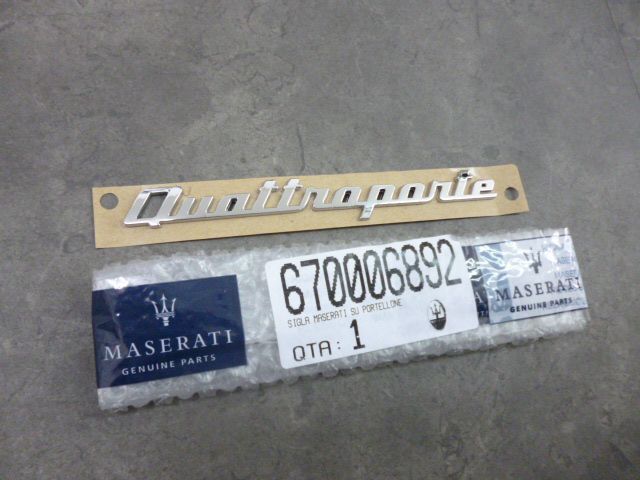 Quattroporte
670006892
SIGLA MASERATI SU PORTELLONE
QTA: 1
MASERATI
GENUINE PARTS
MASERATI
GENUINE PARTS